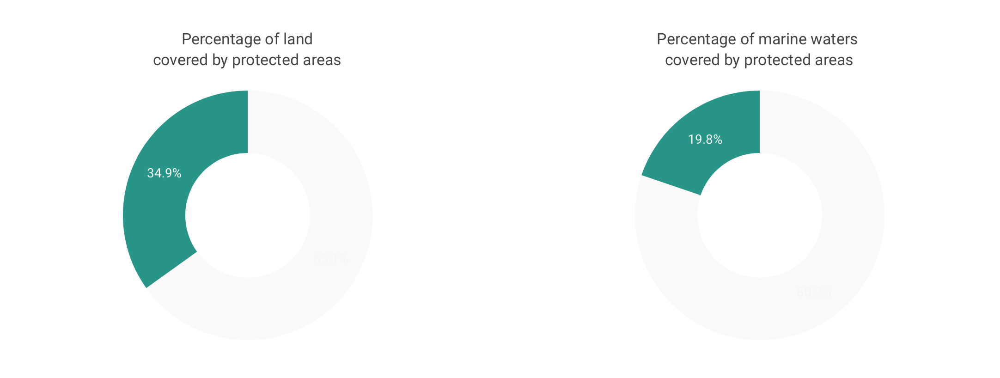 Percentage of land
covered by protected areas
34.9%
65.1%
Percentage of marine waters
covered by protected areas
19.8%
80.2%